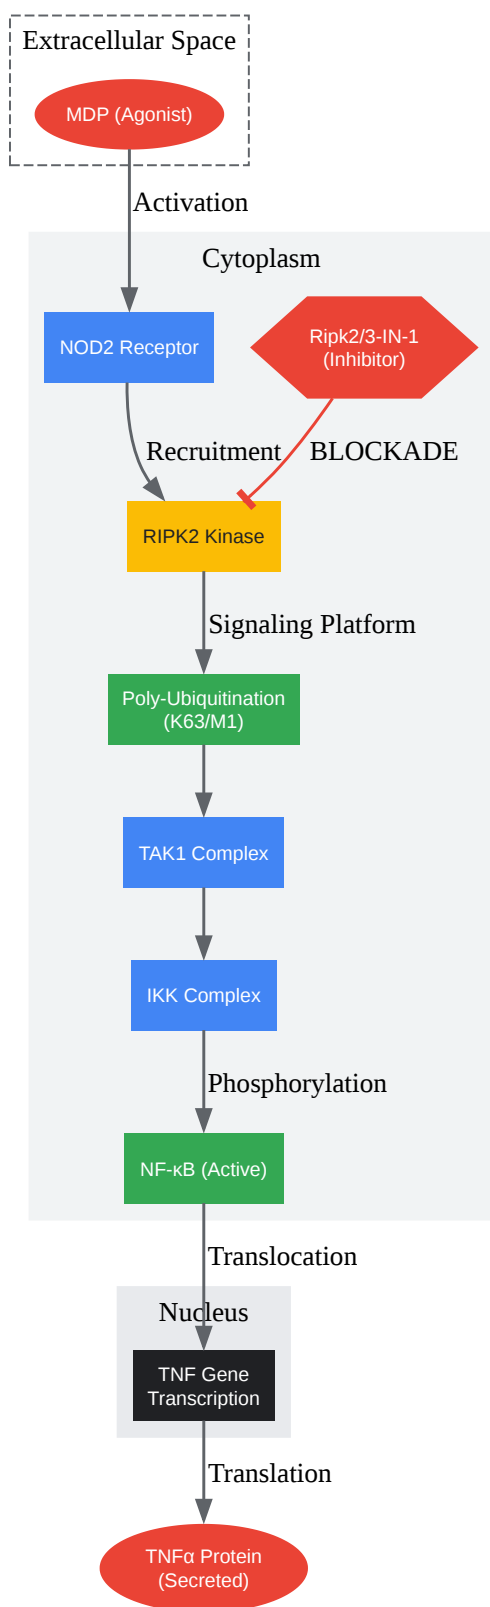 Extracellular Space
MDP (Agonist)
Activation
Cytoplasm
NOD2 Receptor
Ripk2/3-IN-1
(Inhibitor)
Recruitment
BLOCKADE
RIPK2 Kinase
Signaling Platform
Poly-Ubiquitination
(K63/M1)
TAK1 Complex
IKK Complex
Phosphorylation
NF-κB (Active)
Translocation
Nucleus
TNF Gene
Transcription
Translation
TNFα Protein
(Secreted)